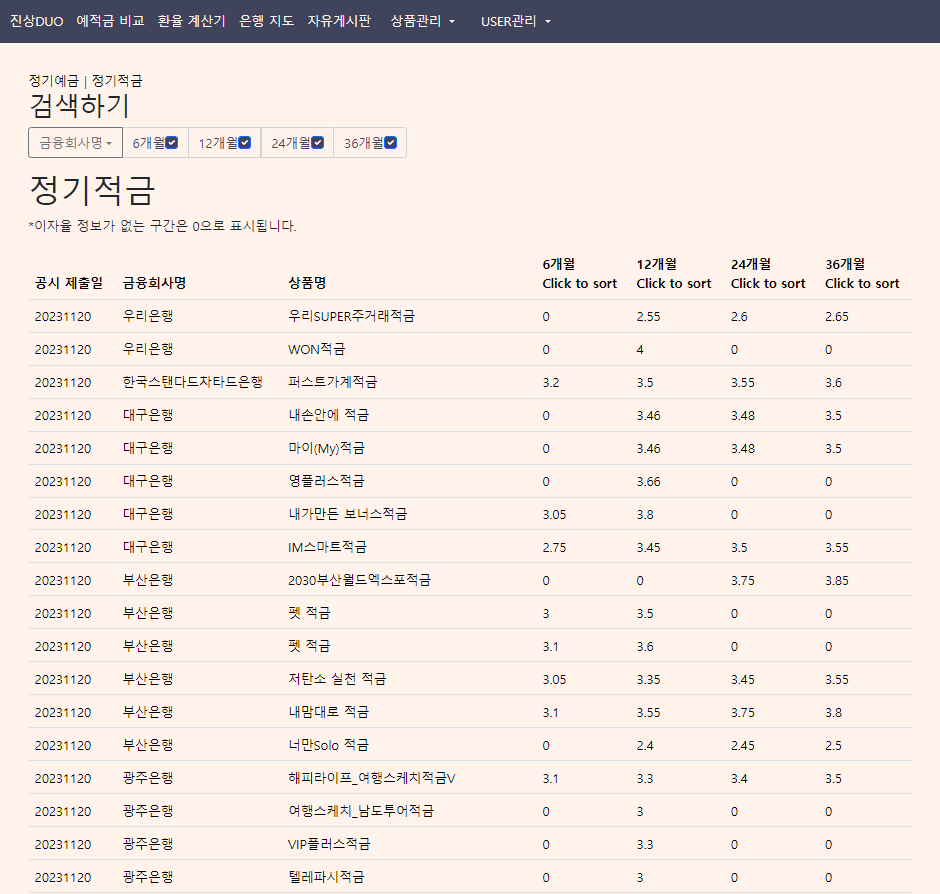 진상DUO 예적금 비교 환율 계산기 은행 지도 자유게시판 상품관리 USER관리
정기예금 | 정기적금
검색하기
금융회사명 6개월 12개월 24개월 36개월
정기적금
*이자율 정보가 없는 구간은 0으로 표시됩니다.
6개월 12개월 24개월 36개월
공시 제출일 금융회사명 상품명 Click to sort Click to sort Click to sort Click to sort
20231120 우리은행 우리SUPER주거래적금 0 2.55 2.6 2.65
20231120 우리은행 WON적금 0 4 0 0
20231120 한국스탠다드차타드은행 퍼스트가계적금 3.2 3.5 3.55 3.6
20231120 대구은행 내손안에 적금 0 3.46 3.48 3.5
20231120 대구은행 마이(My)적금 0 3.46 3.48 3.5
20231120 대구은행 영플러스적금 0 3.66 0 0
20231120 대구은행 내가만든 보너스적금 3.05 3.8 0 0
20231120 대구은행 IM스마트적금 2.75 3.45 3.5 3.55
20231120 부산은행 2030부산월드엑스포적금 0 0 3.75 3.85
20231120 부산은행 펫 적금 3 3.5 0 0
20231120 부산은행 펫 적금 3.1 3.6 0 0
20231120 부산은행 저탄소 실천 적금 3.05 3.35 3.45 3.55
20231120 부산은행 내맘대로 적금 3.1 3.55 3.75 3.8
20231120 부산은행 너만Solo 적금 0 2.4 2.45 2.5
20231120 광주은행 해피라이프_여행스케치적금V 3.1 3.3 3.4 3.5
20231120 광주은행 여행스케치_남도투어적금 0 3 0 0
20231120 광주은행 VIP플러스적금 0 3.3 0 0
20231120 광주은행 텔레파시적금 0 3 0 0